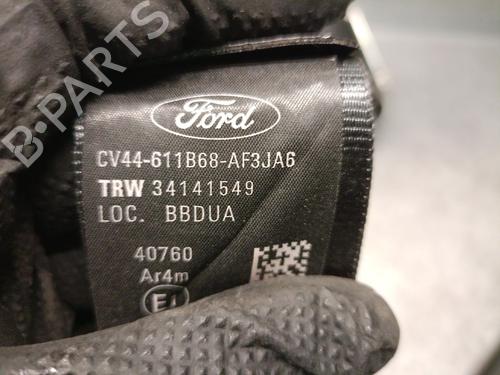 Ford
CV44-611B68-AF3JA6
TRW 34141549
LOC. BBDUA
40760
Ar4m
B-PARTS